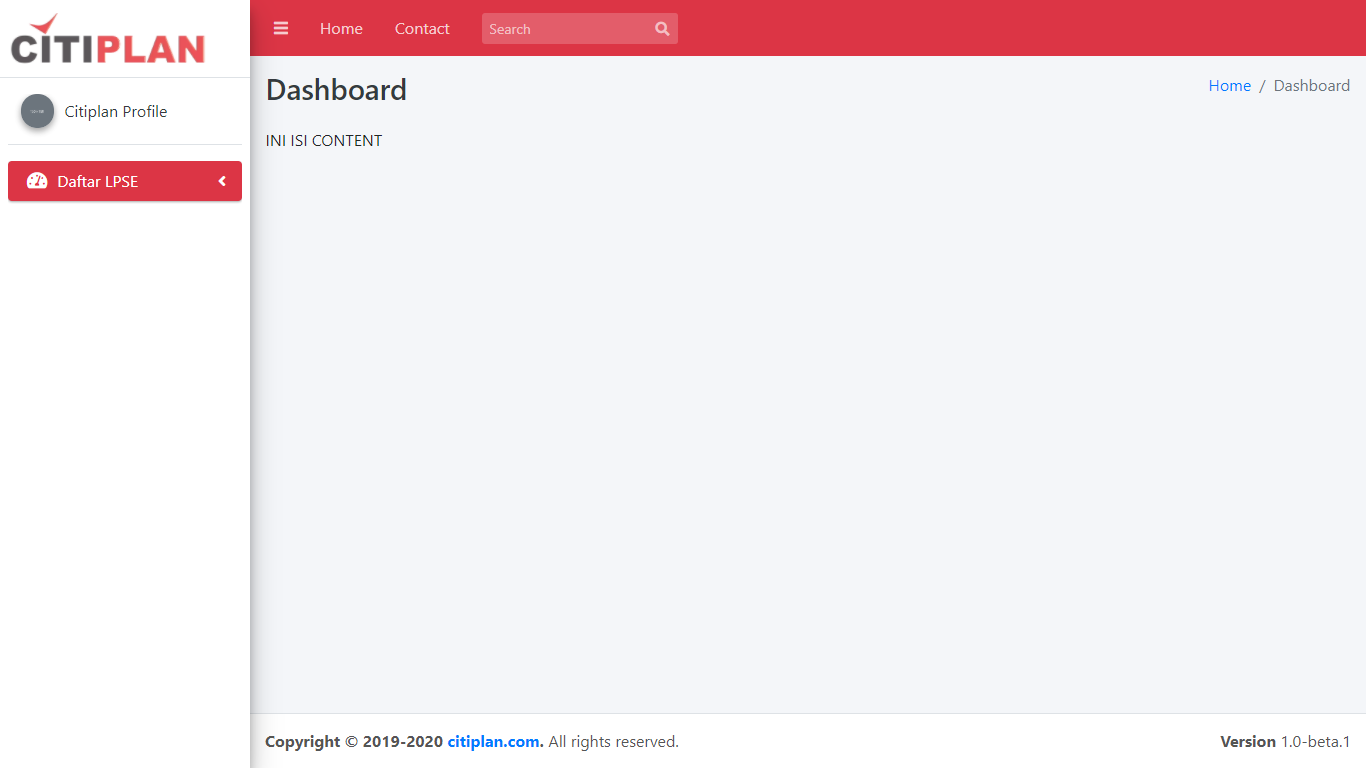 CITIPLAN
Home Contact Search
Dashboard
Home / Dashboard
Citiplan Profile
INI ISI CONTENT
Daftar LPSE
Copyright © 2019-2020 citiplan.com. All rights reserved.
Version 1.0-beta.1